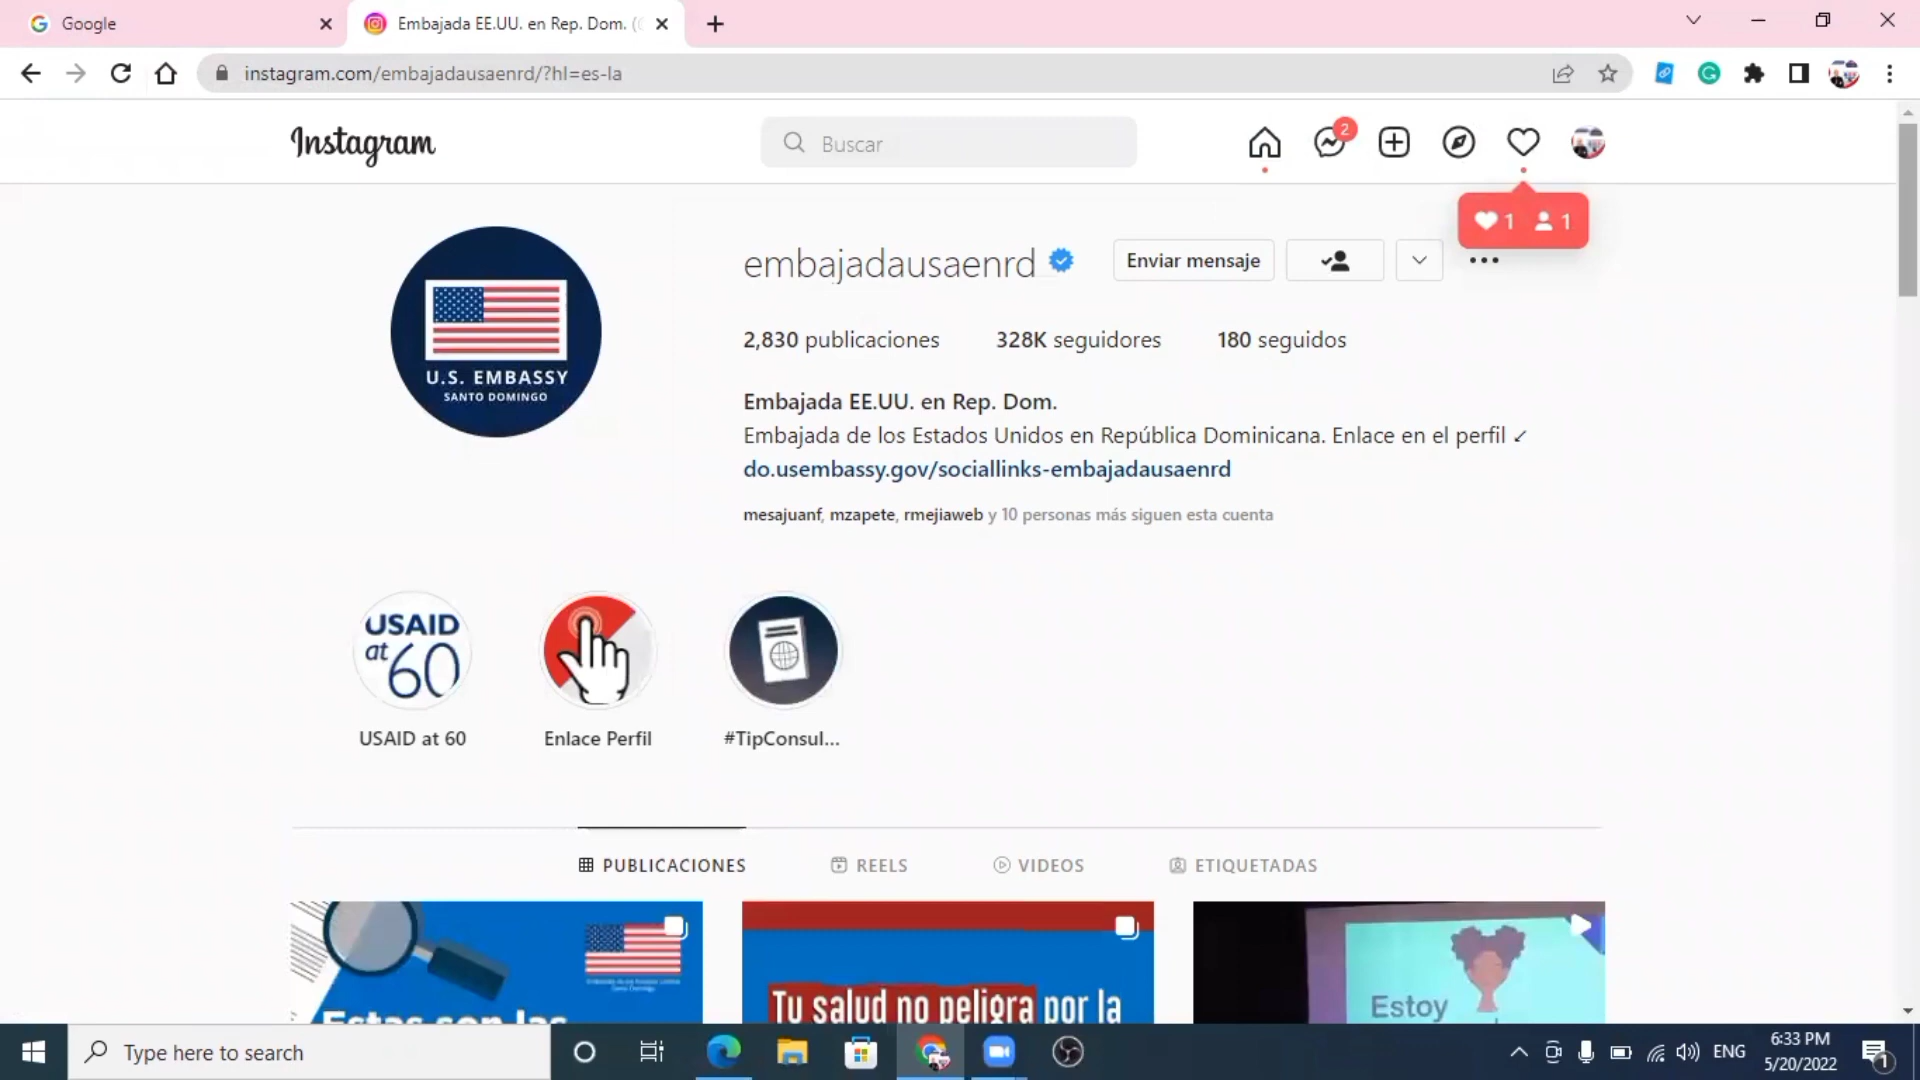 Google
Embajada EE.UU. en Rep. Dom. (
instagram.com/embajadausaenrd/?hl=es-la
Instagram
Buscar
2
1 1
embajadausaenrd
Enviar mensaje
2,830 publicaciones 328K seguidores 180 seguidos
U.S. EMBASSY
SANTO DOMINGO
Embajada EE.UU. en Rep. Dom.
Embajada de los Estados Unidos en República Dominicana. Enlace en el perfil ↙
do.usembassy.gov/sociallinks-embajadausaenrd
mesajuanf, mzapete, rmejiaweb y 10 personas más siguen esta cuenta
USAID
at 60
USAID at 60
Enlace Perfil
#TipConsul...
PUBLICACIONES
REELS
VIDEOS
ETIQUETADAS
Estas son las
Tu salud no peligra por la
Estoy
Type here to search
ENG
6:33 PM
5/20/2022
1